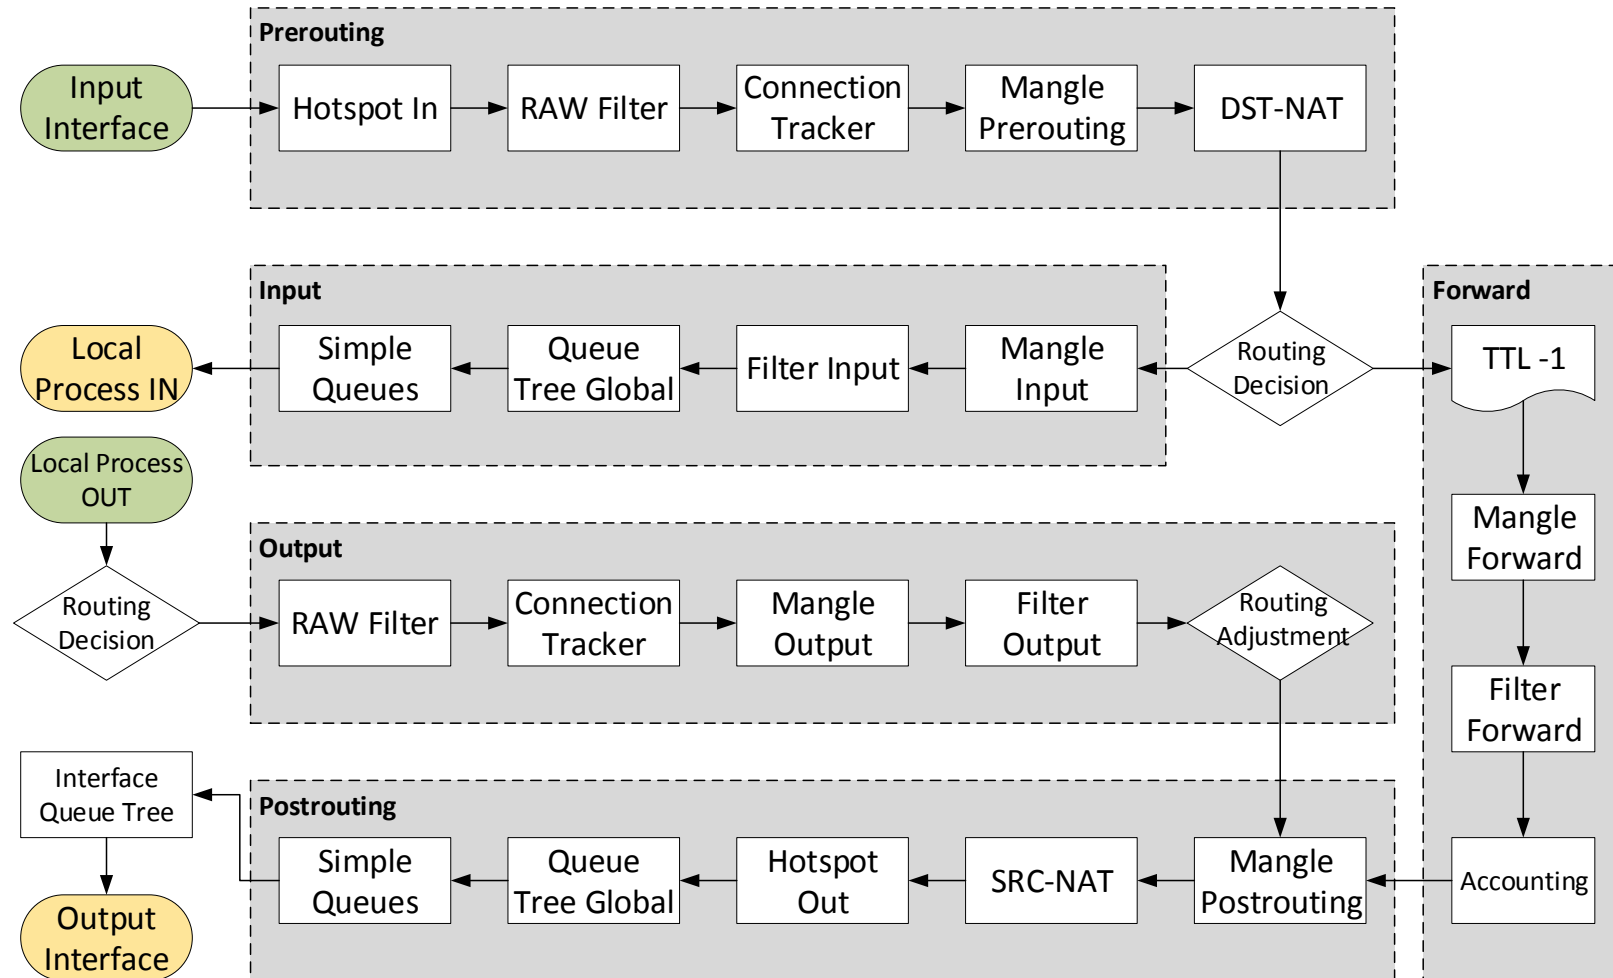 Prerouting
Input
Interface
Hotspot In
RAW Filter
Connection
Tracker
Mangle
Prerouting
DST-NAT
Input
Local
Process IN
Simple
Queues
Queue
Tree Global
Filter Input
Mangle
Input
Routing
Decision
Forward
TTL -1
Mangle
Forward
Filter
Forward
Accounting
Local Process
OUT
Routing
Decision
Output
RAW Filter
Connection
Tracker
Mangle
Output
Filter
Output
Routing
Adjustment
Postrouting
Interface
Queue Tree
Simple
Queues
Queue
Tree Global
Hotspot
Out
SRC-NAT
Mangle
Postrouting
Output
Interface